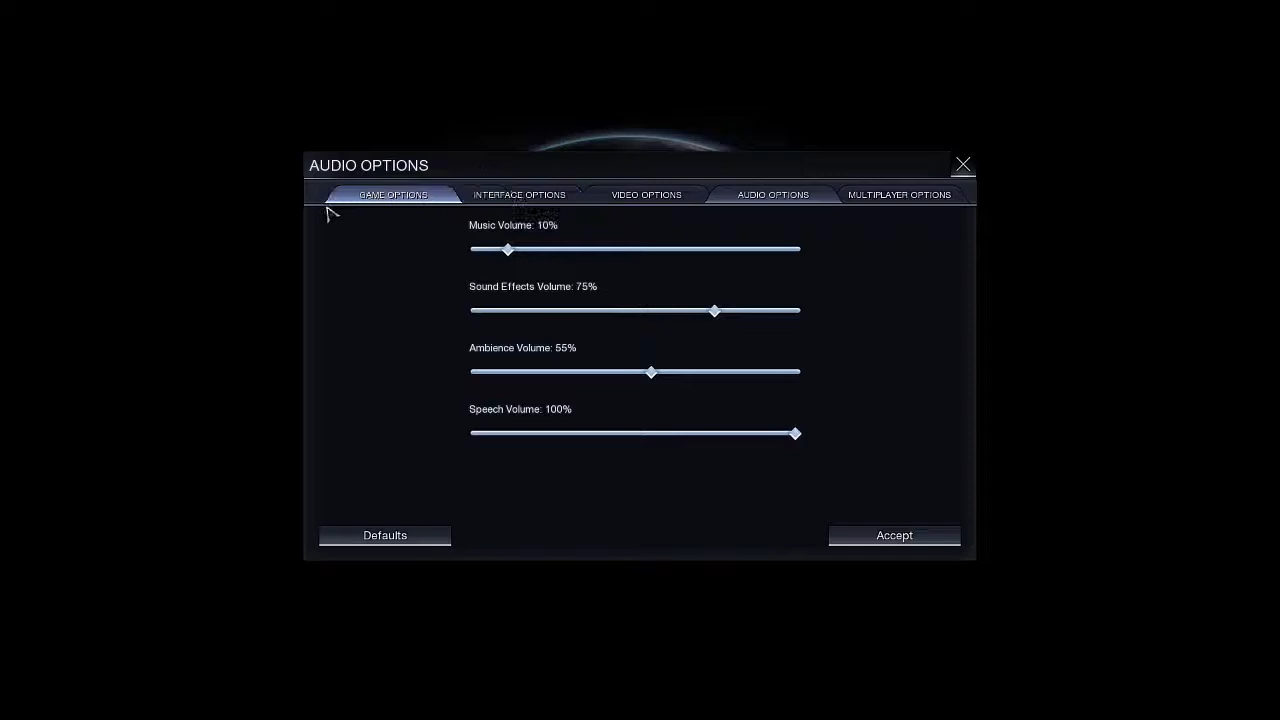 AUDIO OPTIONS
GAME OPTIONS INTERFACE OPTIONS VIDEO OPTIONS AUDIO OPTIONS MULTIPLAYER OPTIONS
Music Volume: 10%
Sound Effects Volume: 75%
Ambience Volume: 55%
Speech Volume: 100%
Defaults Accept